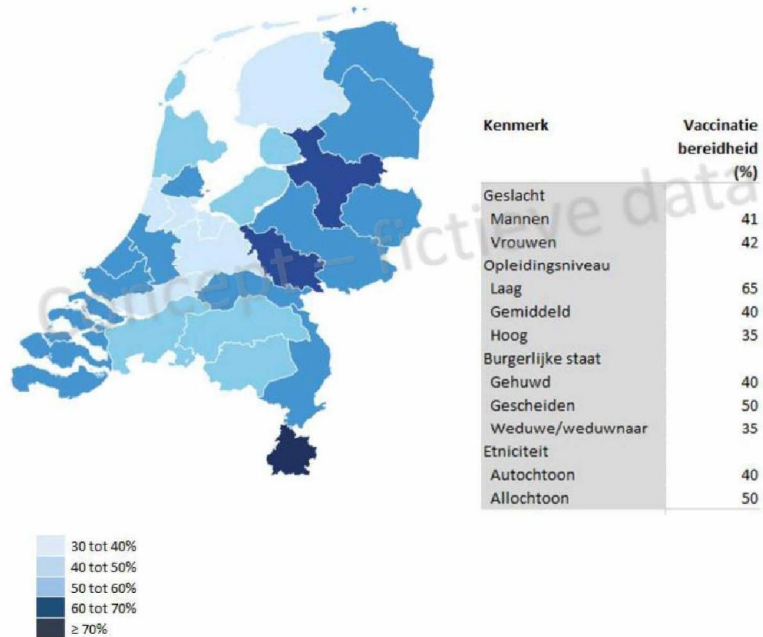 Kenmerk Vaccinatie
bereidheid
(%)
Geslacht
Mannen 41
Vrouwen 42
Opleidingsniveau
Laag 65
Gemiddeld 40
Hoog 35
Burgerlijke staat
Gehuwd 40
Gescheiden 50
Weduwe/weduwnaar 35
Etniciteit
Autochtoon 40
Allochtoon 50
Concept – fictieve data
30 tot 40%
40 tot 50%
50 tot 60%
60 tot 70%
≥ 70%